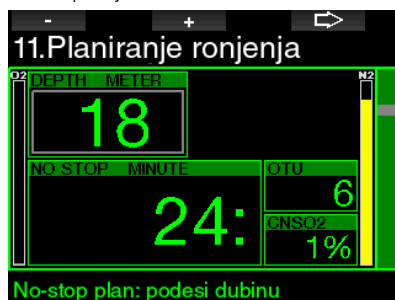 - +
11.Planiranje ronjenja
O2 DEPTH METER N2
18
NO STOP MINUTE OTU
6
24:
CNSO2
1%
No-stop plan: podesi dubinu